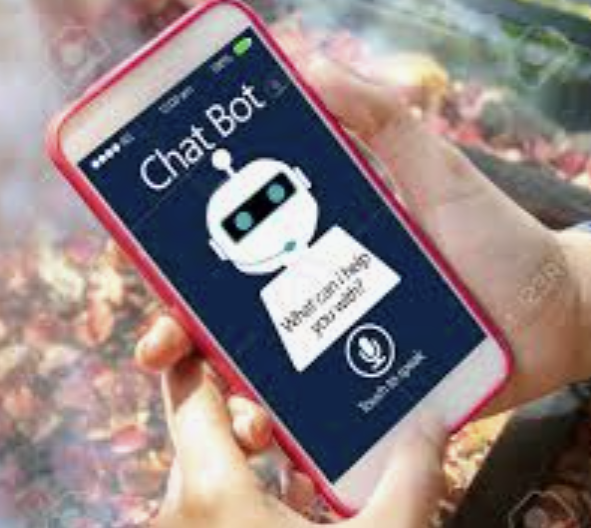 Chat Bot
What can I help
you with?
Touch to speak